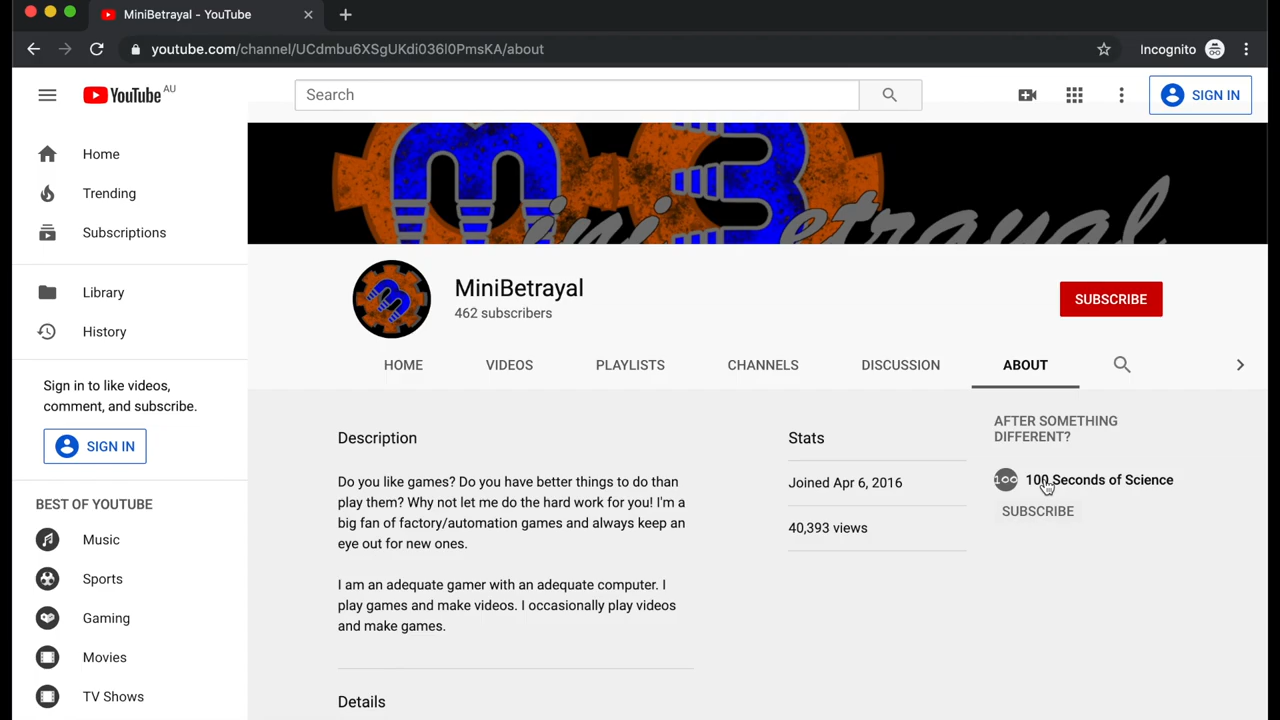 MiniBetrayal - YouTube
youtube.com/channel/UCdmbu6XSgUKdi036I0PmsKA/about
Incognito
YouTube AU
Search
SIGN IN
Home
Trending
Subscriptions
Library
History
Sign in to like videos,
comment, and subscribe.
SIGN IN
BEST OF YOUTUBE
Music
Sports
Gaming
Movies
TV Shows
Mini Betrayal
MiniBetrayal
462 subscribers
SUBSCRIBE
HOME
VIDEOS
PLAYLISTS
CHANNELS
DISCUSSION
ABOUT
Description
Do you like games? Do you have better things to do than
play them? Why not let me do the hard work for you! I'm a
big fan of factory/automation games and always keep an
eye out for new ones.
I am an adequate gamer with an adequate computer. I
play games and make videos. I occasionally play videos
and make games.
Details
Stats
Joined Apr 6, 2016
40,393 views
AFTER SOMETHING
DIFFERENT?
100
100 Seconds of Science
SUBSCRIBE